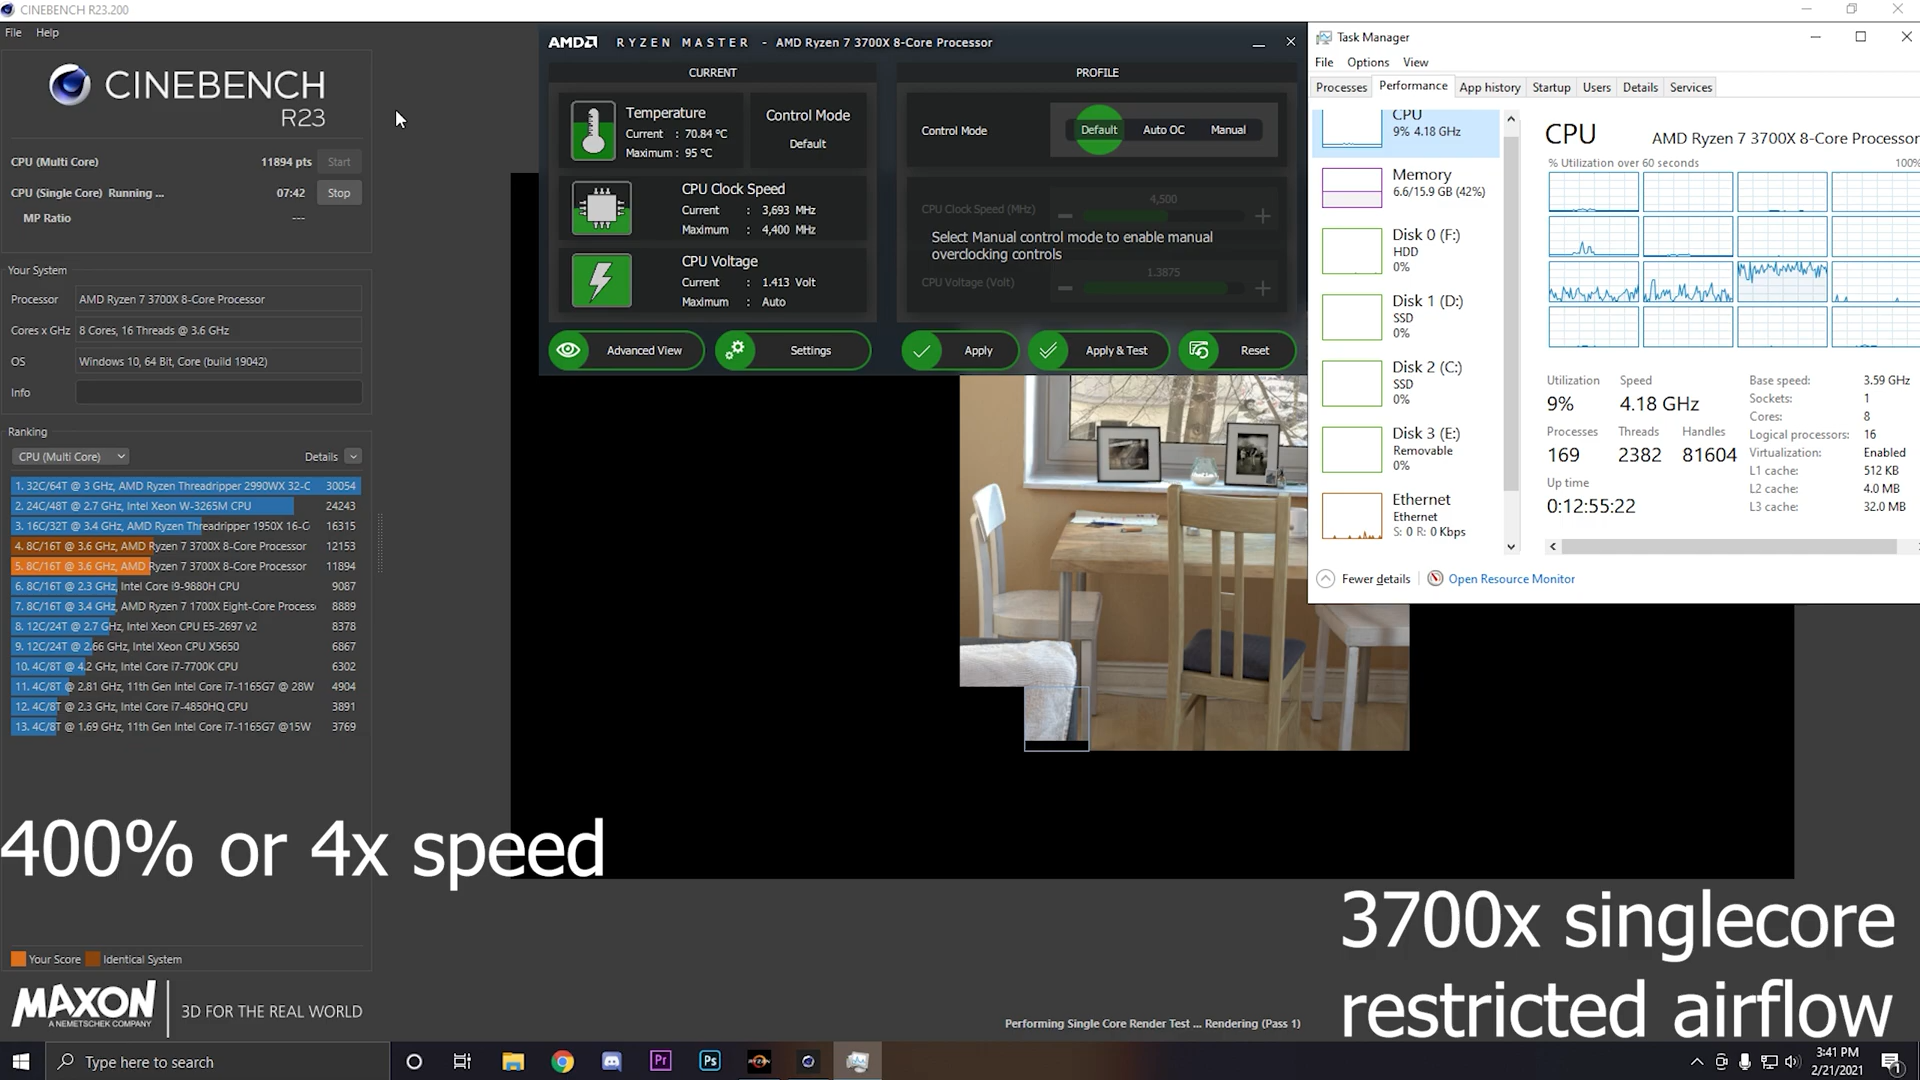 CINEBENCH R23.200
File Help
CINEBENCH
R23
CPU (Multi Core) 11894 pts Start
CPU (Single Core) Running ... 07:42 Stop
MP Ratio ---
Your System
Processor AMD Ryzen 7 3700X 8-Core Processor
Cores x GHz 8 Cores, 16 Threads @ 3.6 GHz
OS Windows 10, 64 Bit, Core (build 19042)
Info
Ranking
CPU (Multi Core) Details
1. 32C/64T @ 3 GHz, AMD Ryzen Threadripper 2990WX 32-C 30054
2. 24C/48T @ 2.7 GHz, Intel Xeon W-3265M CPU 24243
3. 16C/32T @ 3.4 GHz, AMD Ryzen Threadripper 1950X 16-C 16315
4. 8C/16T @ 3.6 GHz, AMD Ryzen 7 3700X 8-Core Processor 12153
5. 8C/16T @ 3.6 GHz, AMD Ryzen 7 3700X 8-Core Processor 11894
6. 8C/16T @ 2.3 GHz, Intel Core i9-9880H CPU 9087
7. 8C/16T @ 3.4 GHz, AMD Ryzen 7 1700X Eight-Core Process 8889
8. 12C/24T @ 2.7 GHz, Intel Xeon CPU E5-2697 v2 8378
9. 12C/24T @ 2.66 GHz, Intel Xeon CPU X5650 6867
10. 4C/8T @ 4.2 GHz, Intel Core i7-7700K CPU 6302
11. 4C/8T @ 2.81 GHz, 11th Gen Intel Core i7-1165G7 @ 28W 4904
12. 4C/8T @ 2.3 GHz, Intel Core i7-4850HQ CPU 3891
13. 4C/8T @ 1.69 GHz, 11th Gen Intel Core i7-1165G7 @15W 3769
400% or 4x speed
Your Score Identical System
MAXON
A NEMETSCHEK COMPANY
3D FOR THE REAL WORLD
AMD RYZEN MASTER - AMD Ryzen 7 3700X 8-Core Processor
CURRENT
Temperature
Current : 70.84 °C
Maximum : 95 °C
Control Mode
Default
CPU Clock Speed
Current : 3,693 MHz
Maximum : 4,400 MHz
CPU Voltage
Current : 1.413 Volt
Maximum : Auto
Advanced View Settings
PROFILE
Control Mode Default Auto OC Manual
4,500
CPU Clock Speed (MHz)
Select Manual control mode to enable manual
overclocking controls
1.3875
CPU Voltage (Volt)
Apply Apply & Test Reset
Task Manager
File Options View
Processes Performance App history Startup Users Details Services
CPU
9% 4.18 GHz
Memory
6.6/15.9 GB (42%)
Disk 0 (F:)
HDD
0%
Disk 1 (D:)
SSD
0%
Disk 2 (C:)
SSD
0%
Disk 3 (E:)
Removable
0%
Ethernet
Ethernet
S: 0 R: 0 Kbps
CPU AMD Ryzen 7 3700X 8-Core Processor
% Utilization over 60 seconds 100%
Utilization Speed
9% 4.18 GHz
Processes Threads Handles
169 2382 81604
Up time
0:12:55:22
Base speed: 3.59 GHz
Sockets: 1
Cores: 8
Logical processors: 16
Virtualization: Enabled
L1 cache: 512 KB
L2 cache: 4.0 MB
L3 cache: 32.0 MB
Fewer details Open Resource Monitor
3700x singlecore
restricted airflow
Performing Single Core Render Test ... Rendering (Pass 1)
Type here to search
Pr Ps RYZEN
3:41 PM
2/21/2021
1